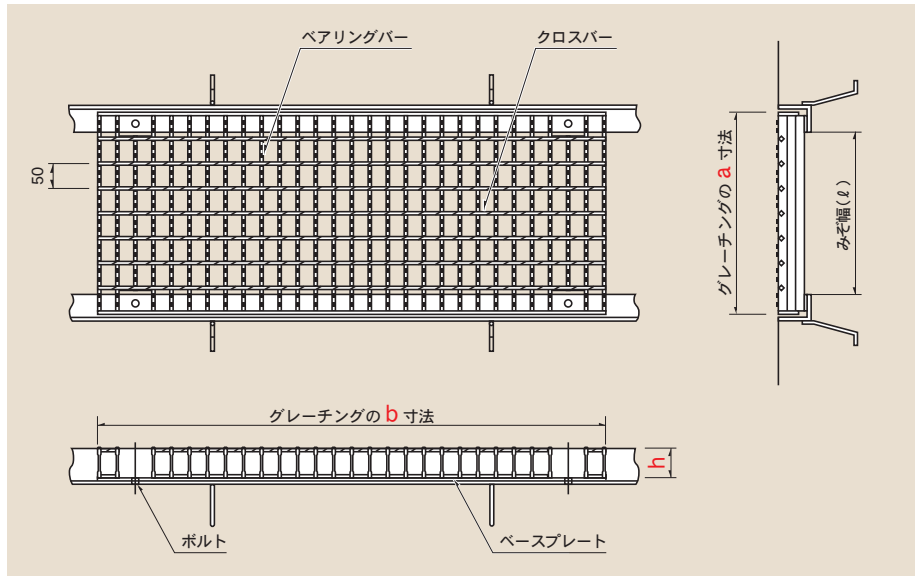 ベアリングバー
クロスバー
50
グレーチングの a 寸法
みぞ幅(ℓ)
グレーチングの b 寸法
h
ボルト
ベースプレート